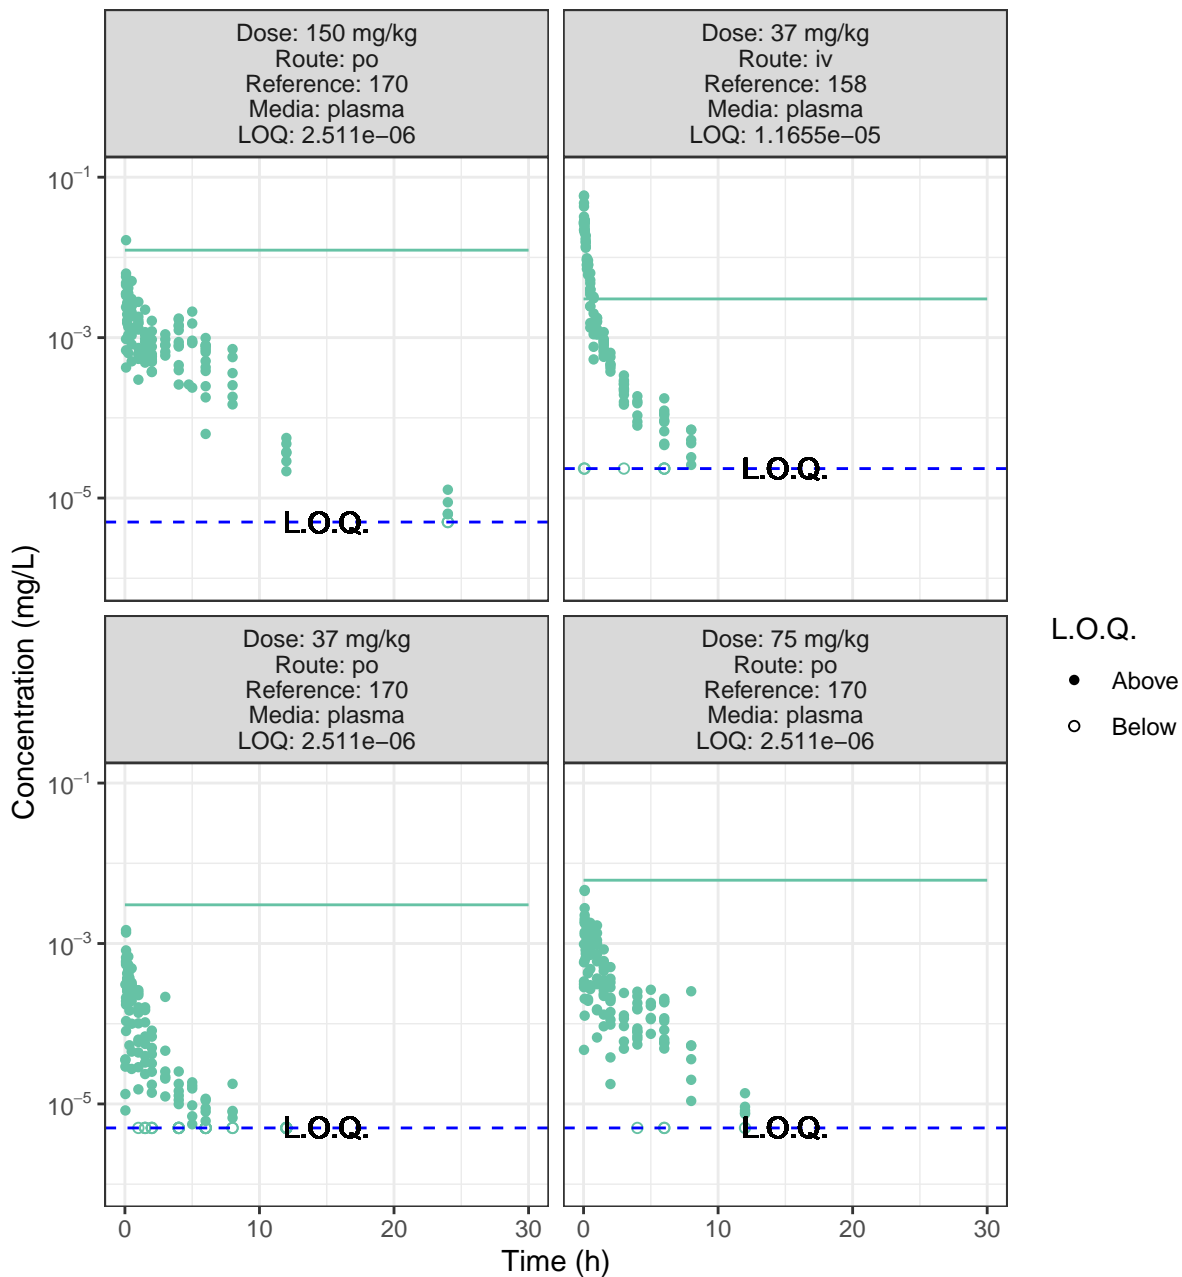 Dose: 150 mg/kg
Route: po
Reference: 170
Media: plasma
LOQ: 2.511e−06
Dose: 37 mg/kg
Route: iv
Reference: 158
Media: plasma
LOQ: 1.1655e−05
10⁻¹
10⁻³
10⁻⁵
L.O.Q.
L.O.Q.
Dose: 37 mg/kg
Route: po
Reference: 170
Media: plasma
LOQ: 2.511e−06
Dose: 75 mg/kg
Route: po
Reference: 170
Media: plasma
LOQ: 2.511e−06
10⁻¹
10⁻³
10⁻⁵
L.O.Q.
L.O.Q.
0 10 20 30
0 10 20 30
Time (h)
Concentration (mg/L)
L.O.Q.
Above
Below